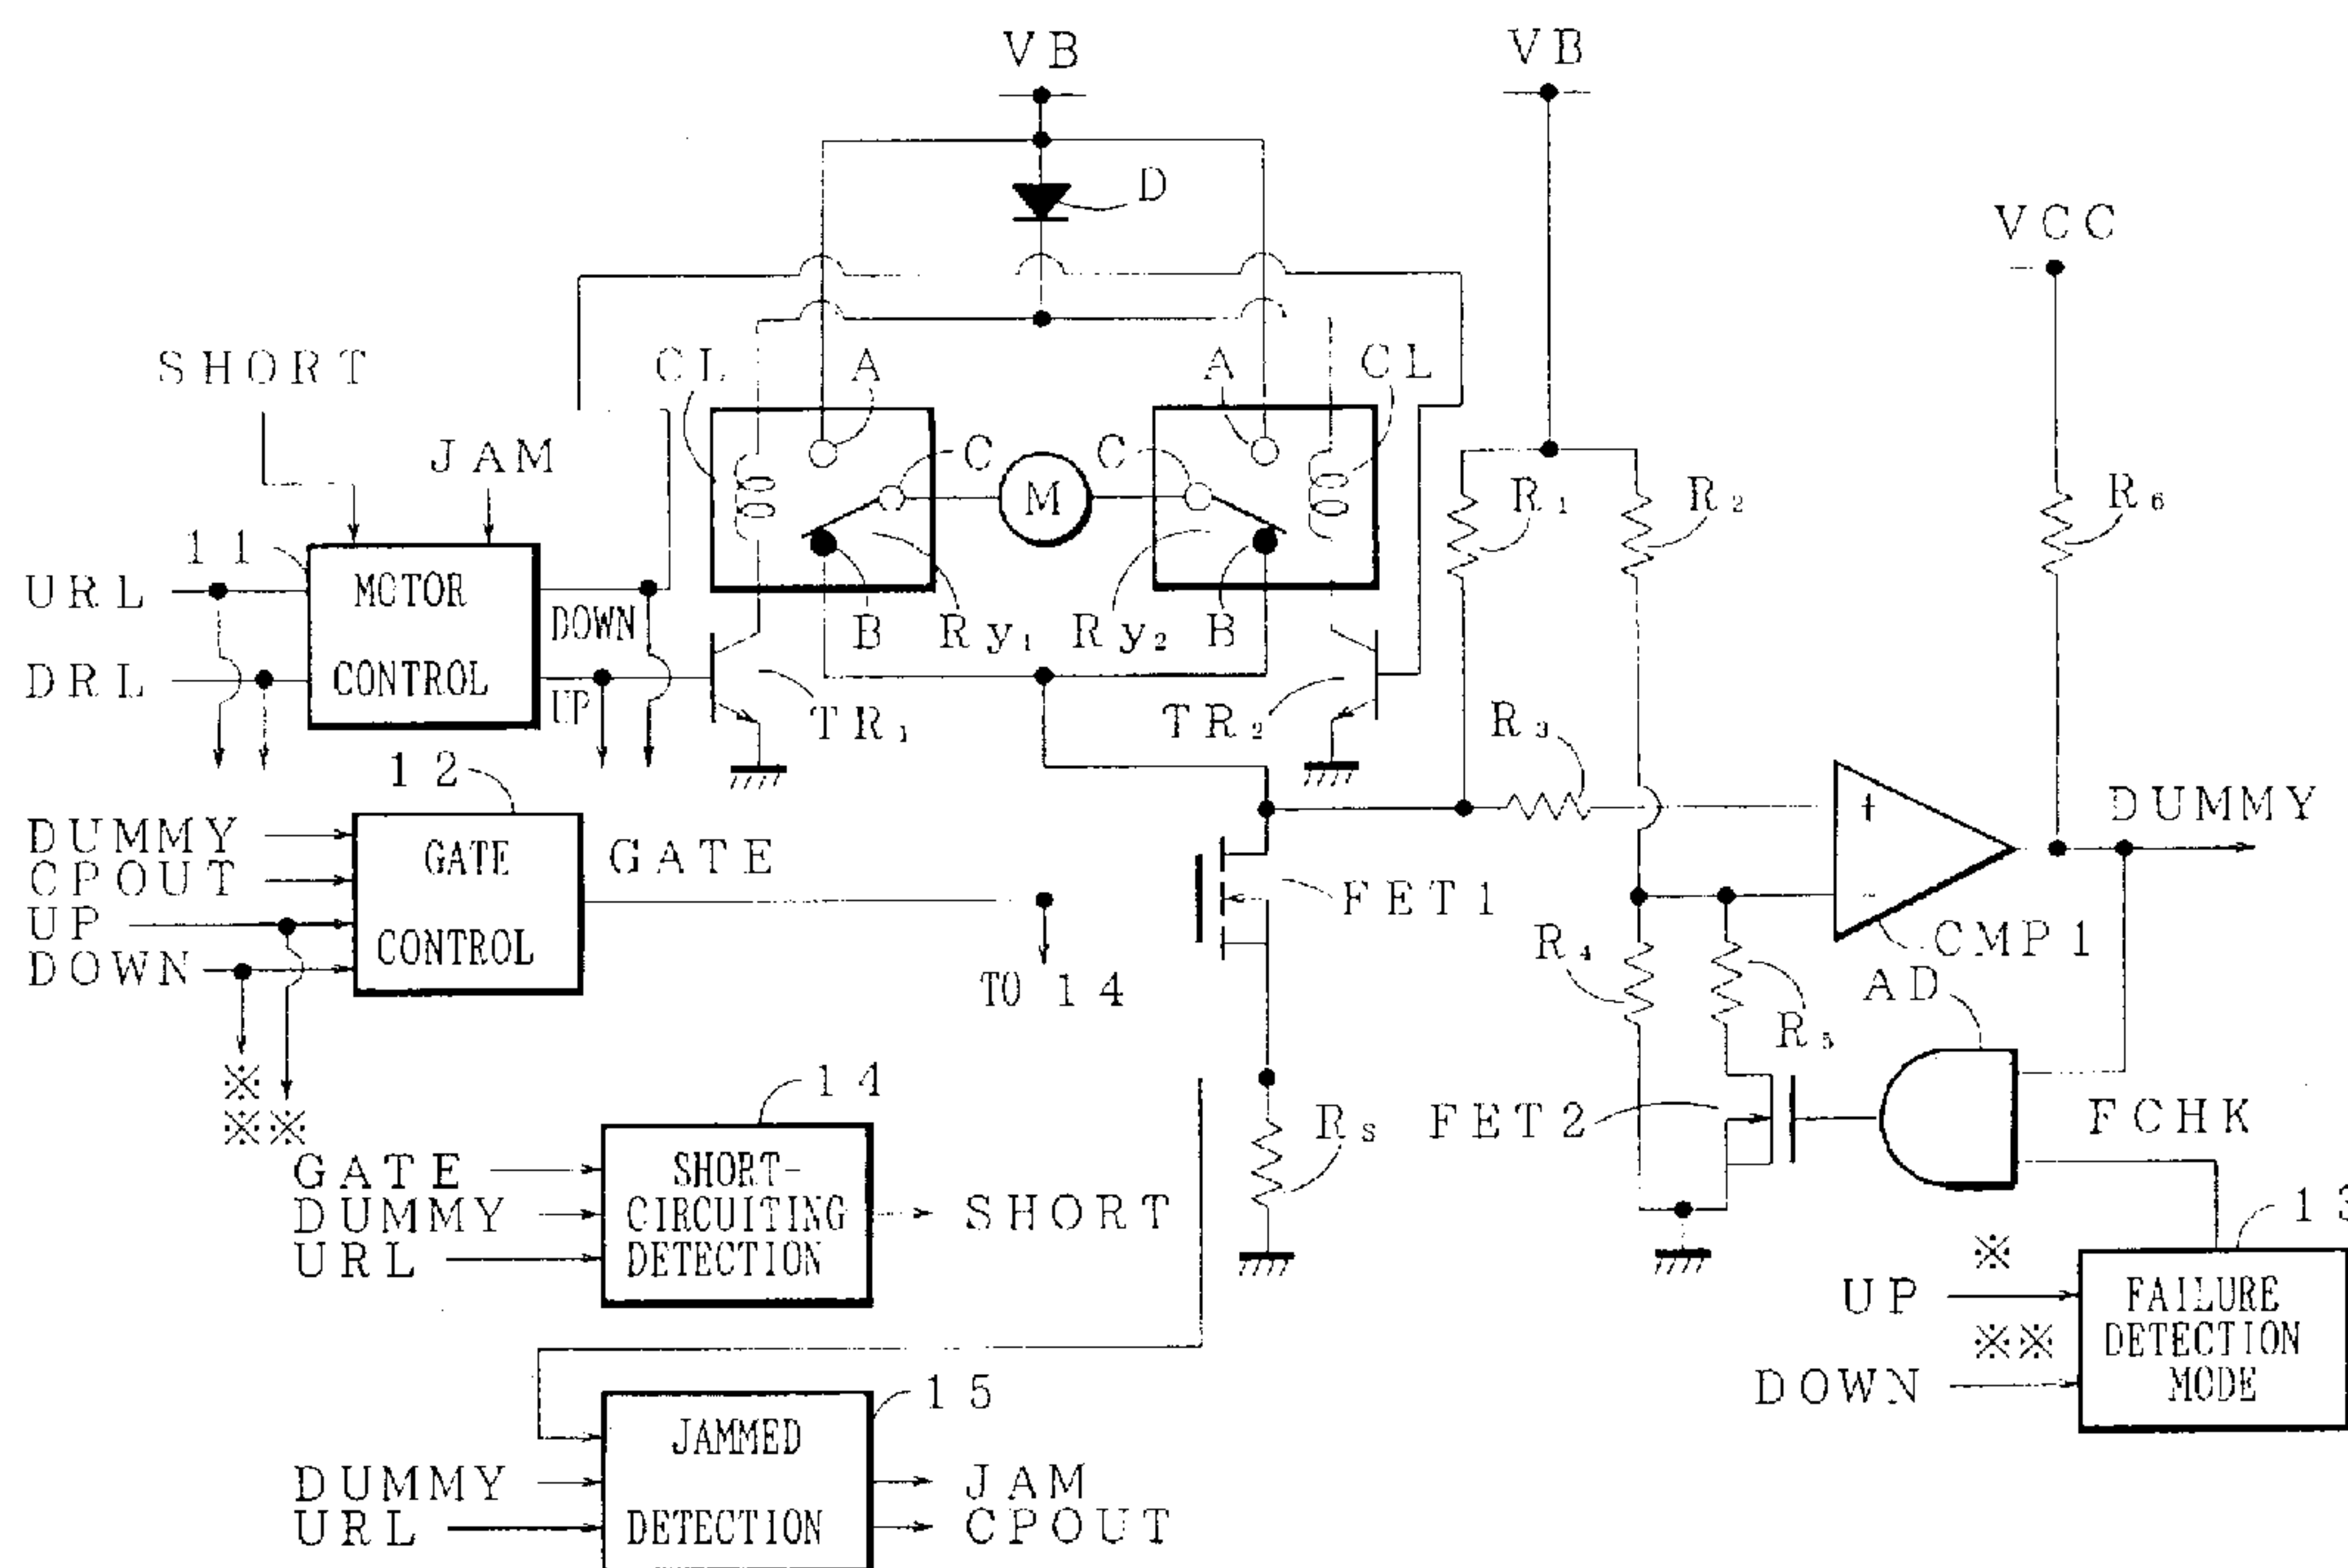 VB
VB
D
VCC
SHORT
CL
A
A
CL
JAM
C
M
C
R₁
R₂
R₆
11
URL
MOTOR
DOWN
B
Ry₁
Ry₂
B
DRL
CONTROL
UP
TR₁
TR₂
R₃
12
DUMMY
GATE
GATE
+
DUMMY
CPOUT
UP
CONTROL
FET1
-
CMP1
DOWN
TO 14
R₄
R₅
AD
※
※※
14
Rs
FET2
FCHK
GATE
SHORT-
DUMMY
CIRCUITING
SHORT
URL
DETECTION
13
※
UP
FAILURE
※※
DETECTION
DOWN
MODE
15
JAMMED
DUMMY
JAM
URL
DETECTION
CPOUT